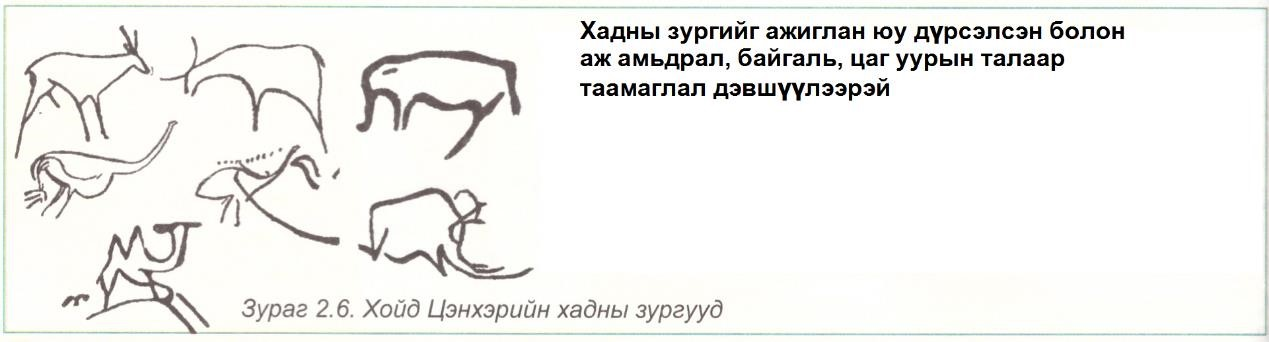 Хадны зургийг ажиглан юу дүрсэлсэн болон
аж амьдрал, байгаль, цаг уурын талаар
таамаглал дэвшүүлээрэй
Зураг 2.6. Хойд Цэнхэрийн хадны зургууд